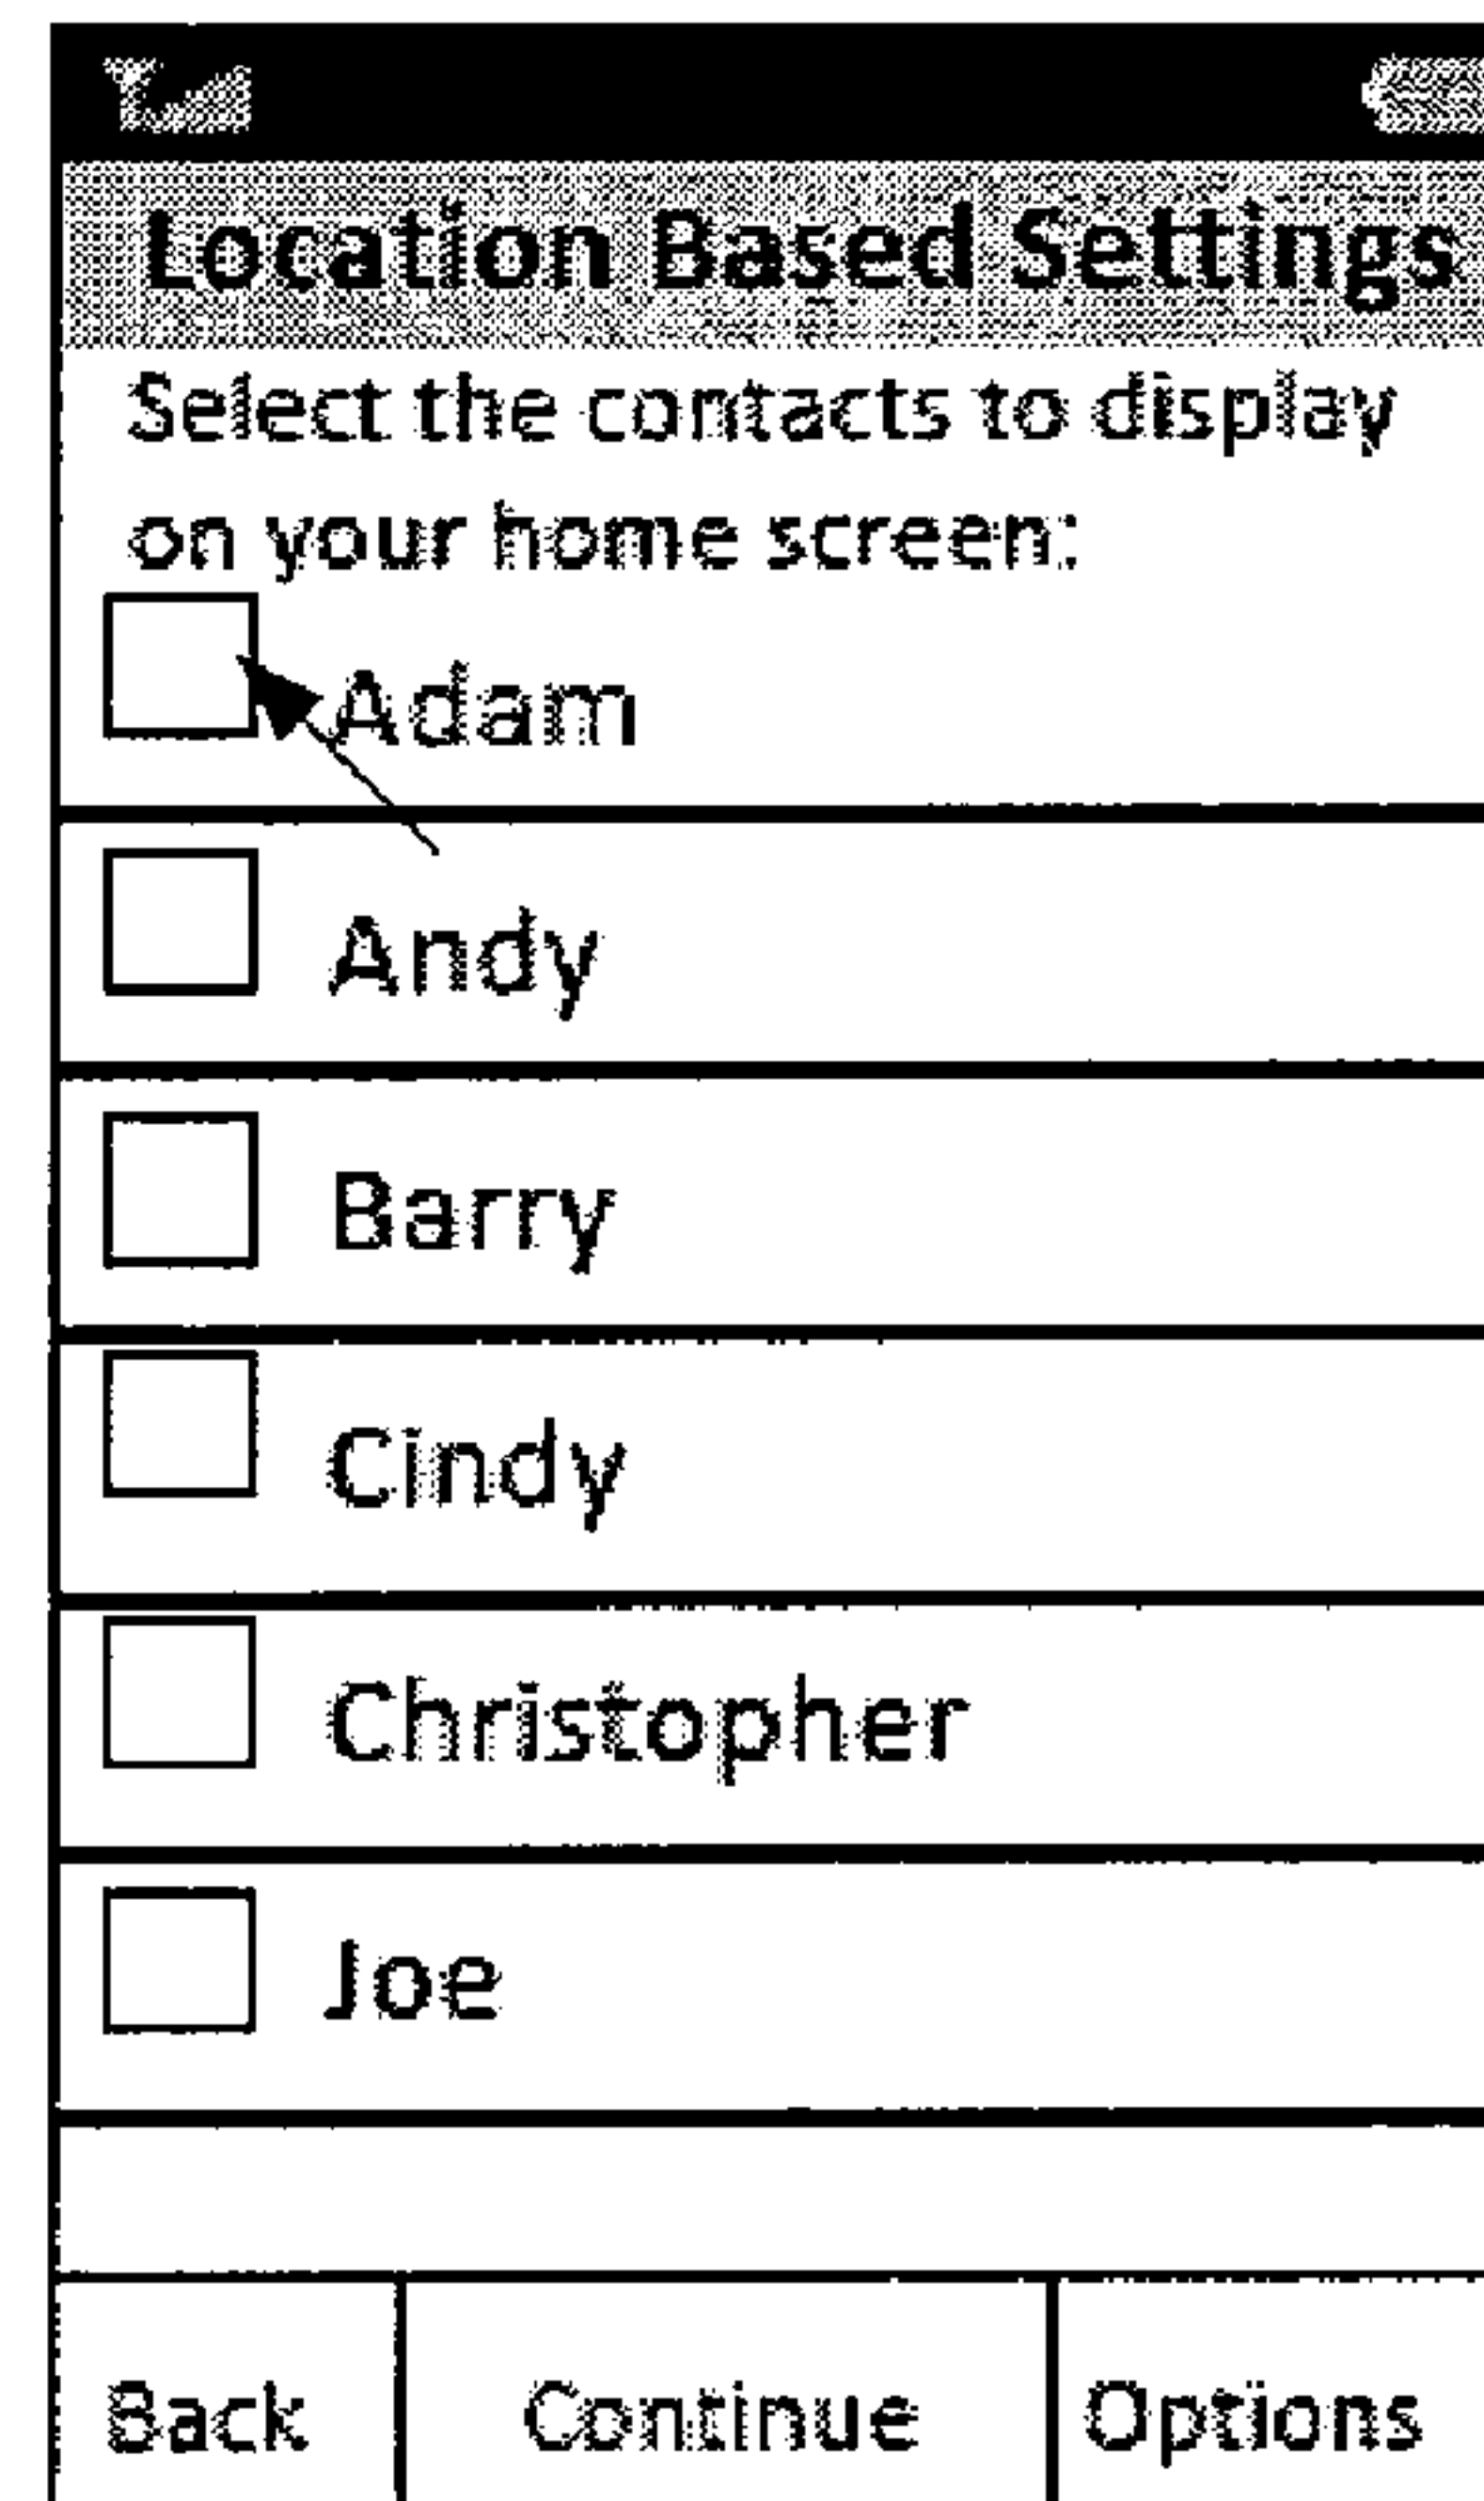 Location Based Settings
Select the contacts to display
on your home screen:
Adam
Andy
Barry
Cindy
Christopher
Joe
Back Continue Options